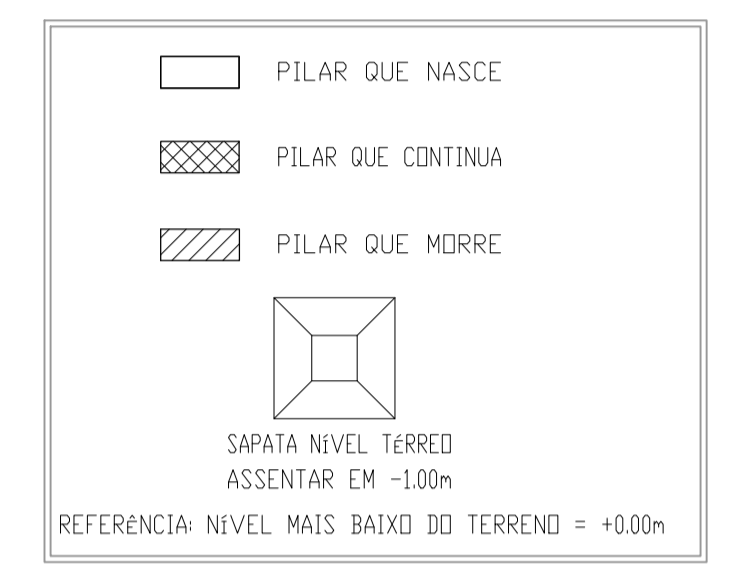 PILAR QUE NASCE
PILAR QUE CONTINUA
PILAR QUE MORRE
SAPATA NÍVEL TÉRREO
ASSENTAR EM -1.00m
REFERÊNCIA: NÍVEL MAIS BAIXO DO TERRENO = +0.00m